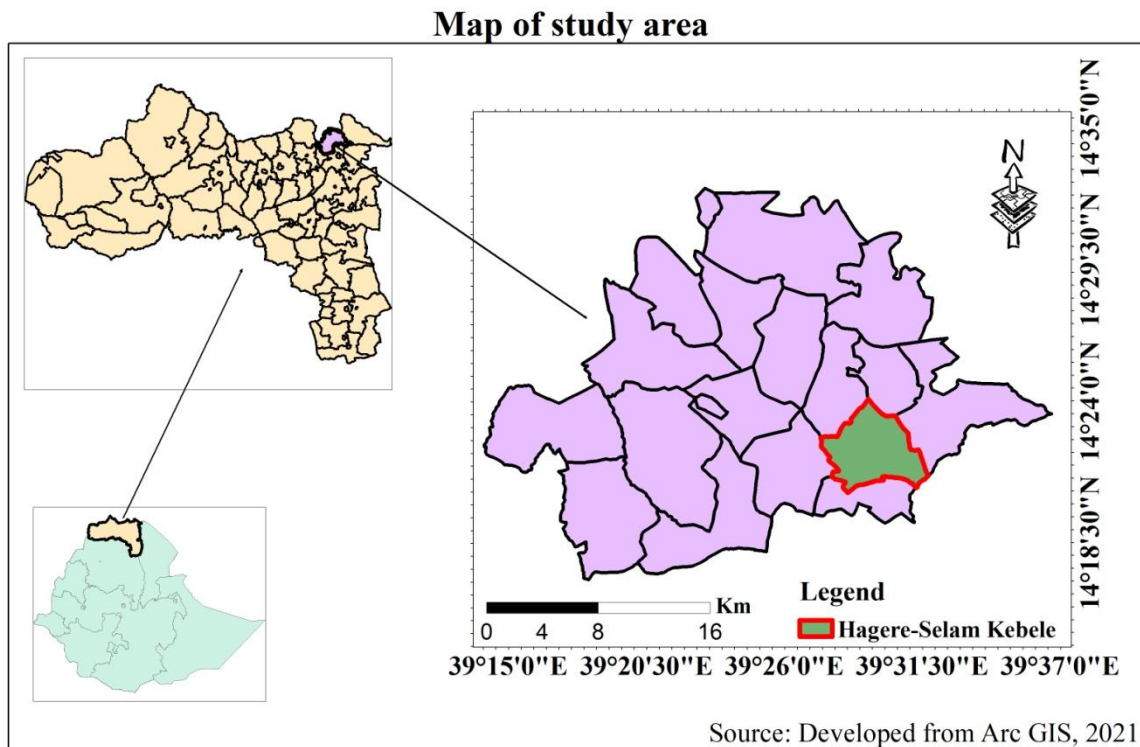 Map of study area
N
14°35'0"N
14°29'30"N
14°24'0"N
14°18'30"N
Legend
Km
0 4 8 16
Hagere-Selam Kebele
39°15'0"E 39°20'30"E 39°26'0"E 39°31'30"E 39°37'0"E
Source: Developed from Arc GIS, 2021